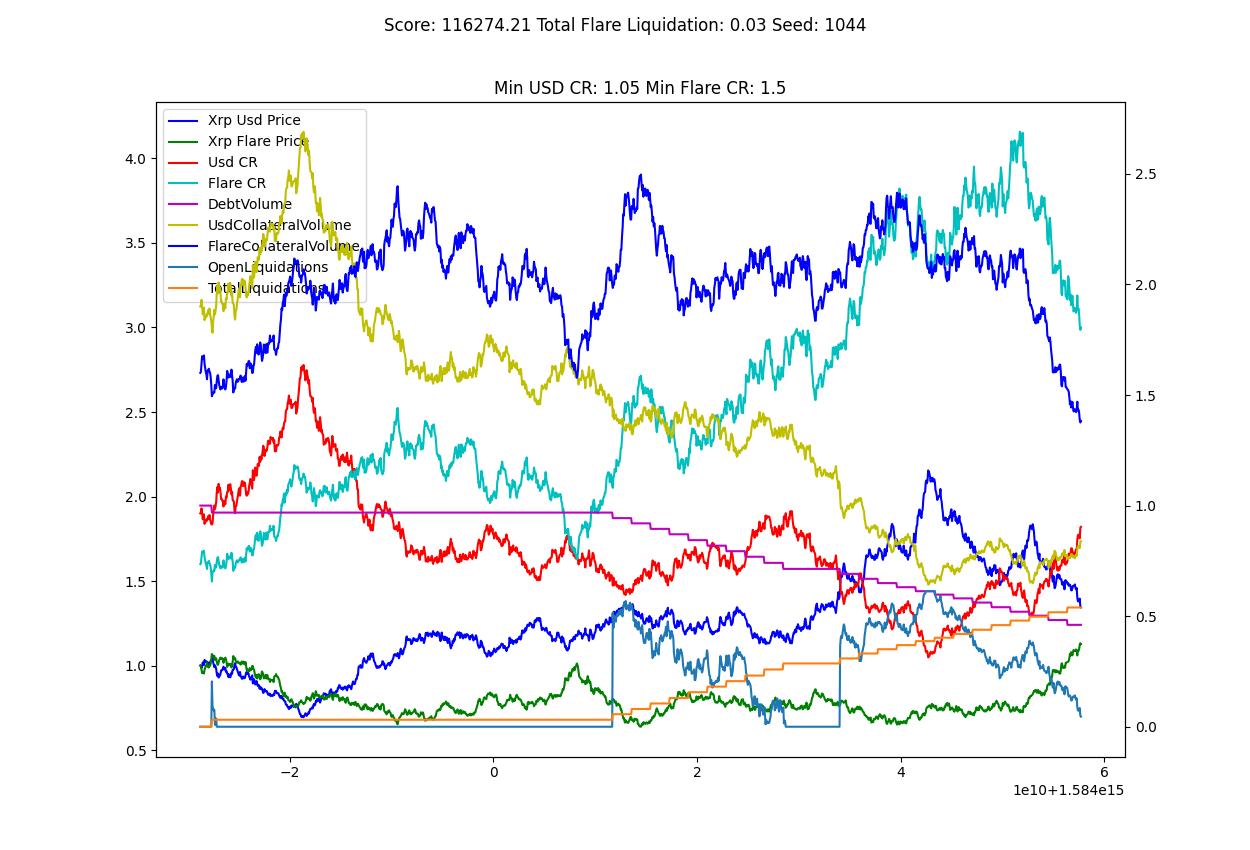 Score: 116274.21 Total Flare Liquidation: 0.03 Seed: 1044
Min USD CR: 1.05 Min Flare CR: 1.5
Xrp Usd Price
Xrp Flare Price
Usd CR
Flare CR
DebtVolume
UsdCollateralVolume
FlareCollateralVolume
OpenLiquidations
TotalLiquidations
4.0
3.5
3.0
2.5
2.0
1.5
1.0
0.5
2.5
2.0
1.5
1.0
0.5
0.0
−2 0 2 4 6
1e10+1.584e15